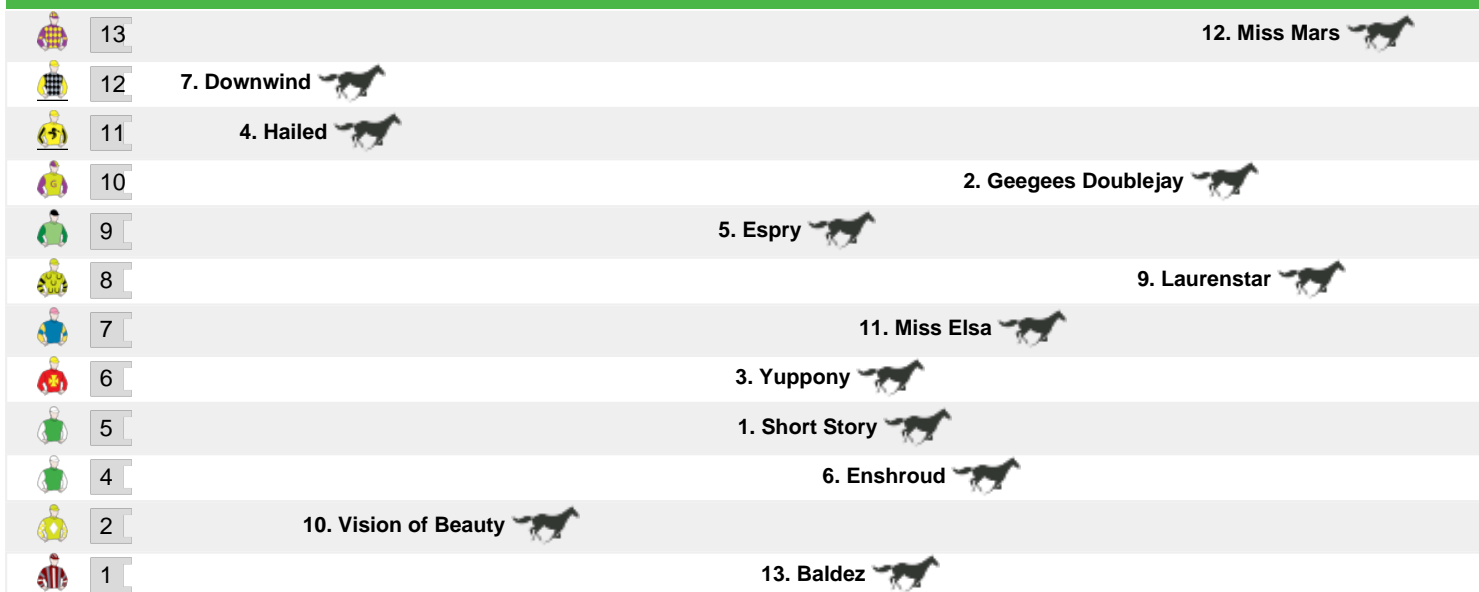 13 12. Miss Mars
12 7. Downwind
11 4. Hailed
10 G 2. Geegees Doublejay
9 5. Espry
8 9. Laurenstar
7 11. Miss Elsa
6 3. Yuppony
5 1. Short Story
4 6. Enshroud
2 10. Vision of Beauty
1 13. Baldez